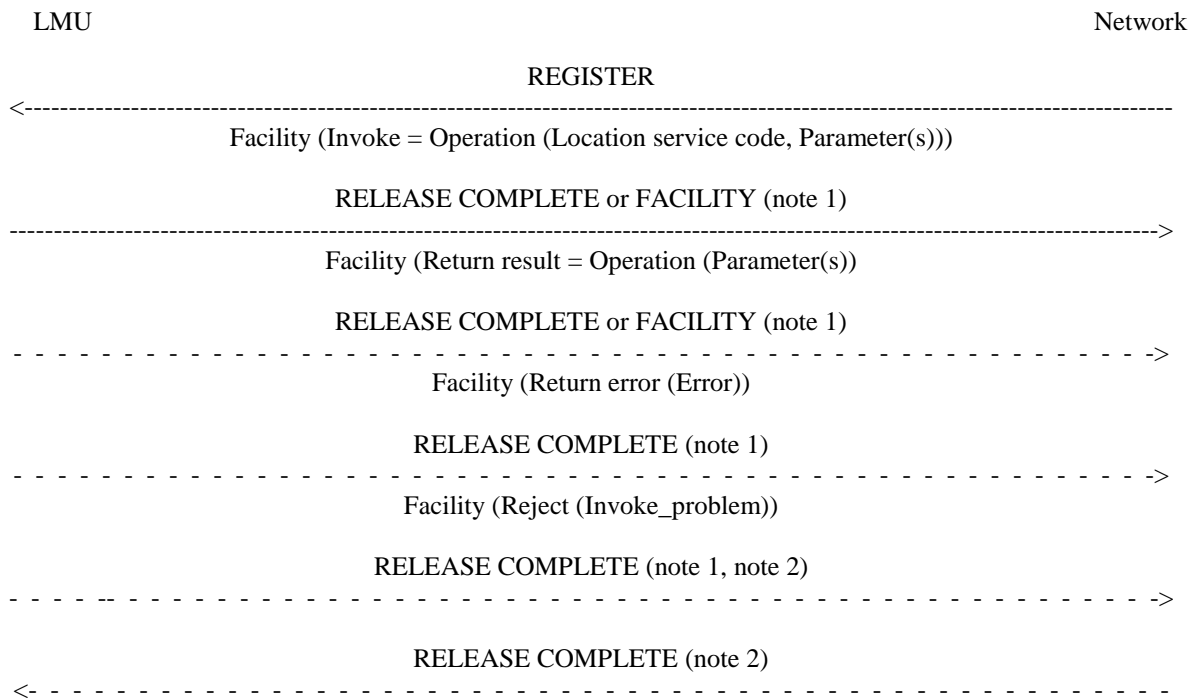 LMU Network
REGISTER
<------------------------------------------------------------------------------------------------------------------------------------
Facility (Invoke = Operation (Location service code, Parameter(s)))
RELEASE COMPLETE or FACILITY (note 1)
------------------------------------------------------------------------------------------------------------------------------------>
Facility (Return result = Operation (Parameter(s))
RELEASE COMPLETE or FACILITY (note 1)
- - - - - - - - - - - - - - - - - - - - - - - - - - - - - - - - - - - - - - - - - - - - - - - - - - - ->
Facility (Return error (Error))
RELEASE COMPLETE (note 1)
- - - - - - - - - - - - - - - - - - - - - - - - - - - - - - - - - - - - - - - - - - - - - - - - - - - ->
Facility (Reject (Invoke_problem))
RELEASE COMPLETE (note 1, note 2)
- - - - -- - - - - - - - - - - - - - - - - - - - - - - - - - - - - - - - - - - - - - - - - - - - - - ->
RELEASE COMPLETE (note 2)
<- - - - - - - - - - - - - - - - - - - - - - - - - - - - - - - - - - - - - - - - - - - - - - - - - - -